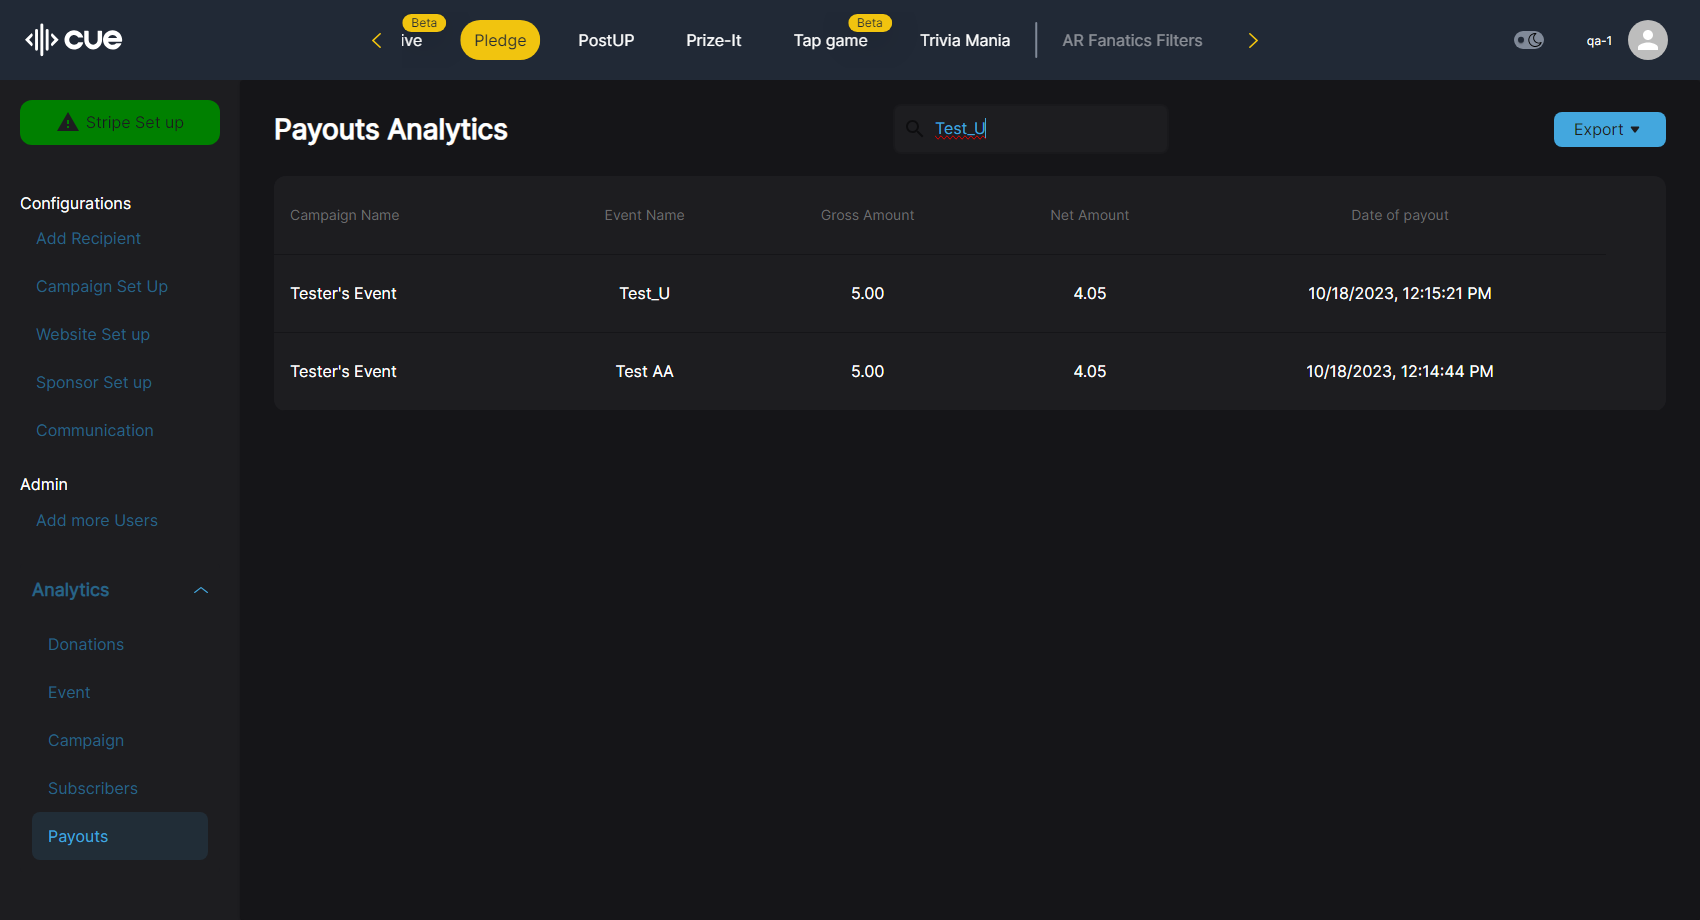 cue
ive
Beta
Pledge
PostUP
Prize-It
Tap game
Beta
Trivia Mania
AR Fanatics Filters
qa-1
Stripe Set up
Configurations
Add Recipient
Campaign Set Up
Website Set up
Sponsor Set up
Communication
Admin
Add more Users
Analytics
Donations
Event
Campaign
Subscribers
Payouts
Payouts Analytics
Test_U
Export
Campaign Name Event Name Gross Amount Net Amount Date of payout
Tester's Event Test_U 5.00 4.05 10/18/2023, 12:15:21 PM
Tester's Event Test AA 5.00 4.05 10/18/2023, 12:14:44 PM